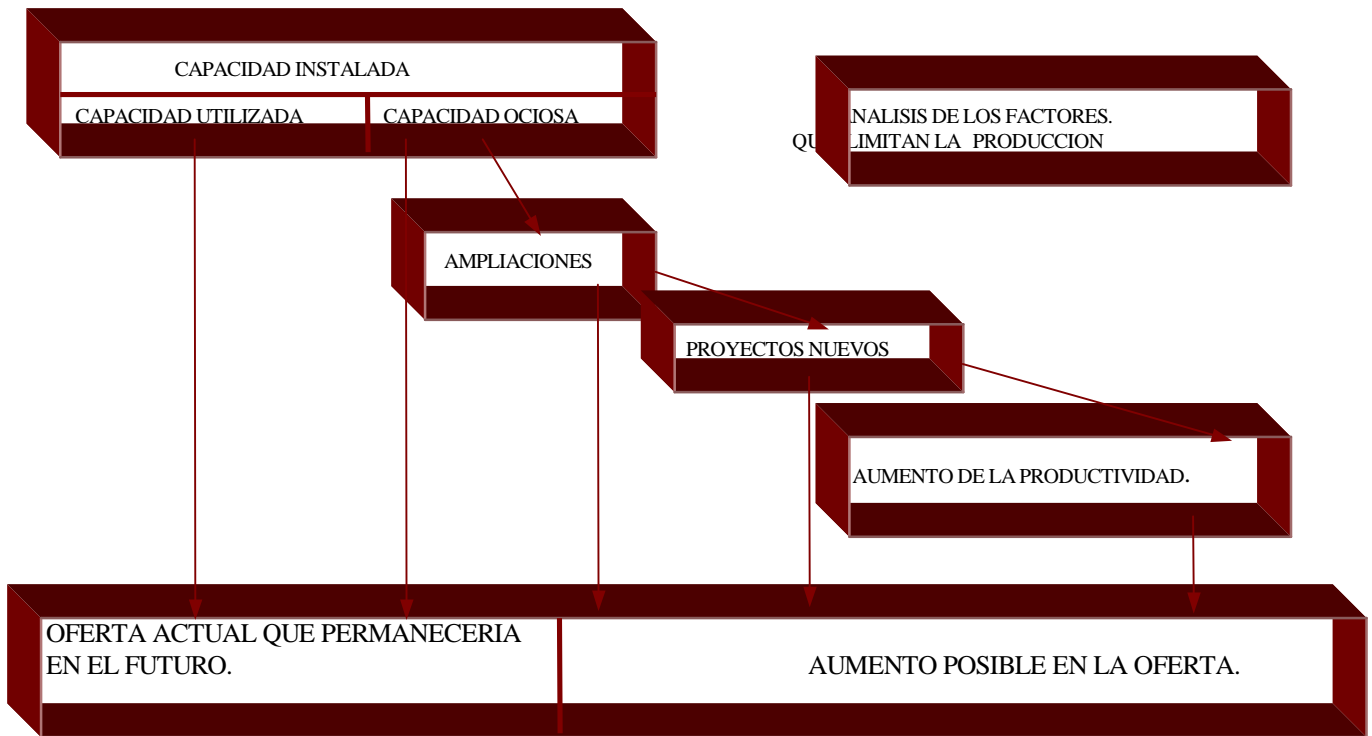 CAPACIDAD INSTALADA
CAPACIDAD UTILIZADA
CAPACIDAD OCIOSA
NALISIS DE LOS FACTORES.
QU LIMITAN LA PRODUCCION
AMPLIACIONES
PROYECTOS NUEVOS
AUMENTO DE LA PRODUCTIVIDAD.
OFERTA ACTUAL QUE PERMANECERIA
EN EL FUTURO.
AUMENTO POSIBLE EN LA OFERTA.